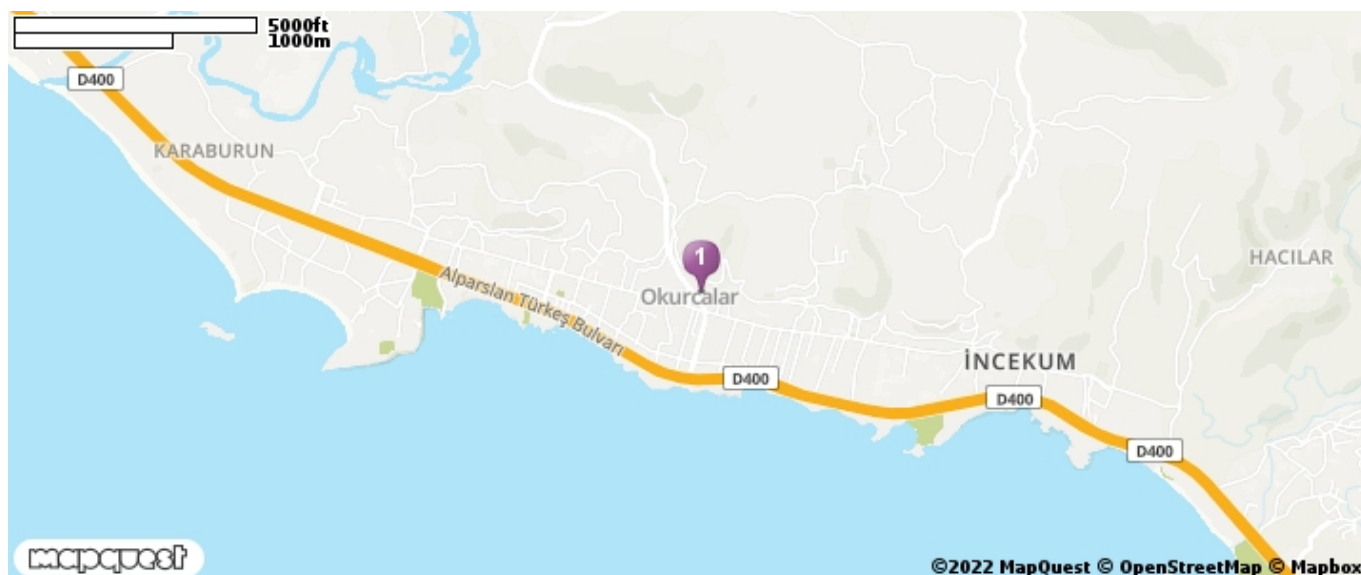 5000ft
1000m
D400
KARABURUN
HACILAR
1
Okurcalar
Alparslan Türkeş Bulvarı
İNCEKUM
D400
D400
D400
mapquest
©2022 MapQuest © OpenStreetMap © Mapbox